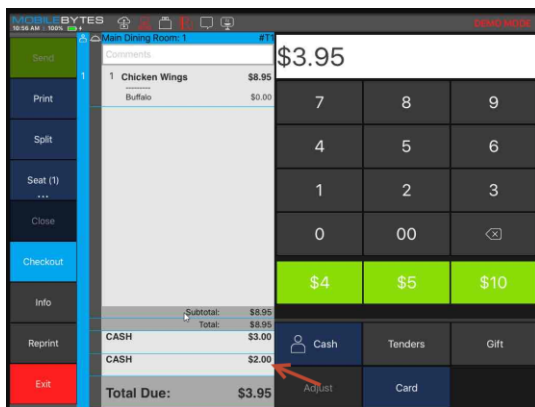 MOBILEBYTES
10:56 AM | 100%
DEMO MODE
Main Dining Room: 1 #T1
Comments
$3.95
Send
1
1 Chicken Wings $8.95
----------
Buffalo $0.00
Print
Split
Seat (1)
...
Close
Checkout
Info
Reprint
Exit
7 8 9
4 5 6
1 2 3
0 00
$4 $5 $10
Subtotal: $8.95
Total: $8.95
CASH $3.00
CASH $2.00
Total Due: $3.95
Cash Tenders Gift
Adjust Card